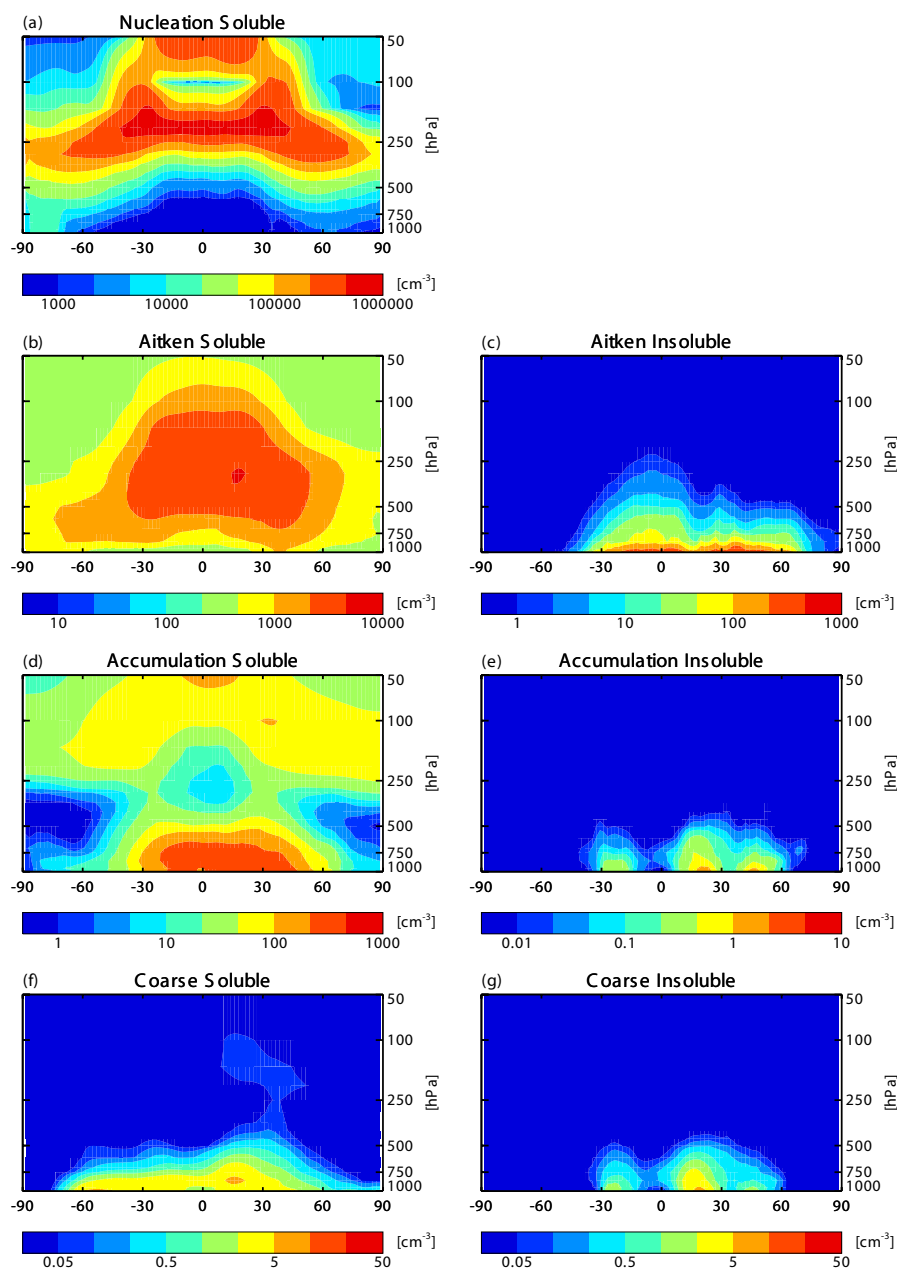 (a) Nucleation Soluble
50
100
250
500
750
1000
[hPa]
-90 -60 -30 0 30 60 90
1000 10000 100000 1000000 [cm-3]
(b) Aitken Soluble
50
100
250
500
750
1000
[hPa]
-90 -60 -30 0 30 60 90
10 100 1000 10000 [cm-3]
(c) Aitken Insoluble
50
100
250
500
750
1000
[hPa]
-90 -60 -30 0 30 60 90
1 10 100 1000 [cm-3]
(d) Accumulation Soluble
50
100
250
500
750
1000
[hPa]
-90 -60 -30 0 30 60 90
1 10 100 1000 [cm-3]
(e) Accumulation Insoluble
50
100
250
500
750
1000
[hPa]
-90 -60 -30 0 30 60 90
0.01 0.1 1 10 [cm-3]
(f) Coarse Soluble
50
100
250
500
750
1000
[hPa]
-90 -60 -30 0 30 60 90
0.05 0.5 5 50 [cm-3]
(g) Coarse Insoluble
50
100
250
500
750
1000
[hPa]
-90 -60 -30 0 30 60 90
0.05 0.5 5 50 [cm-3]